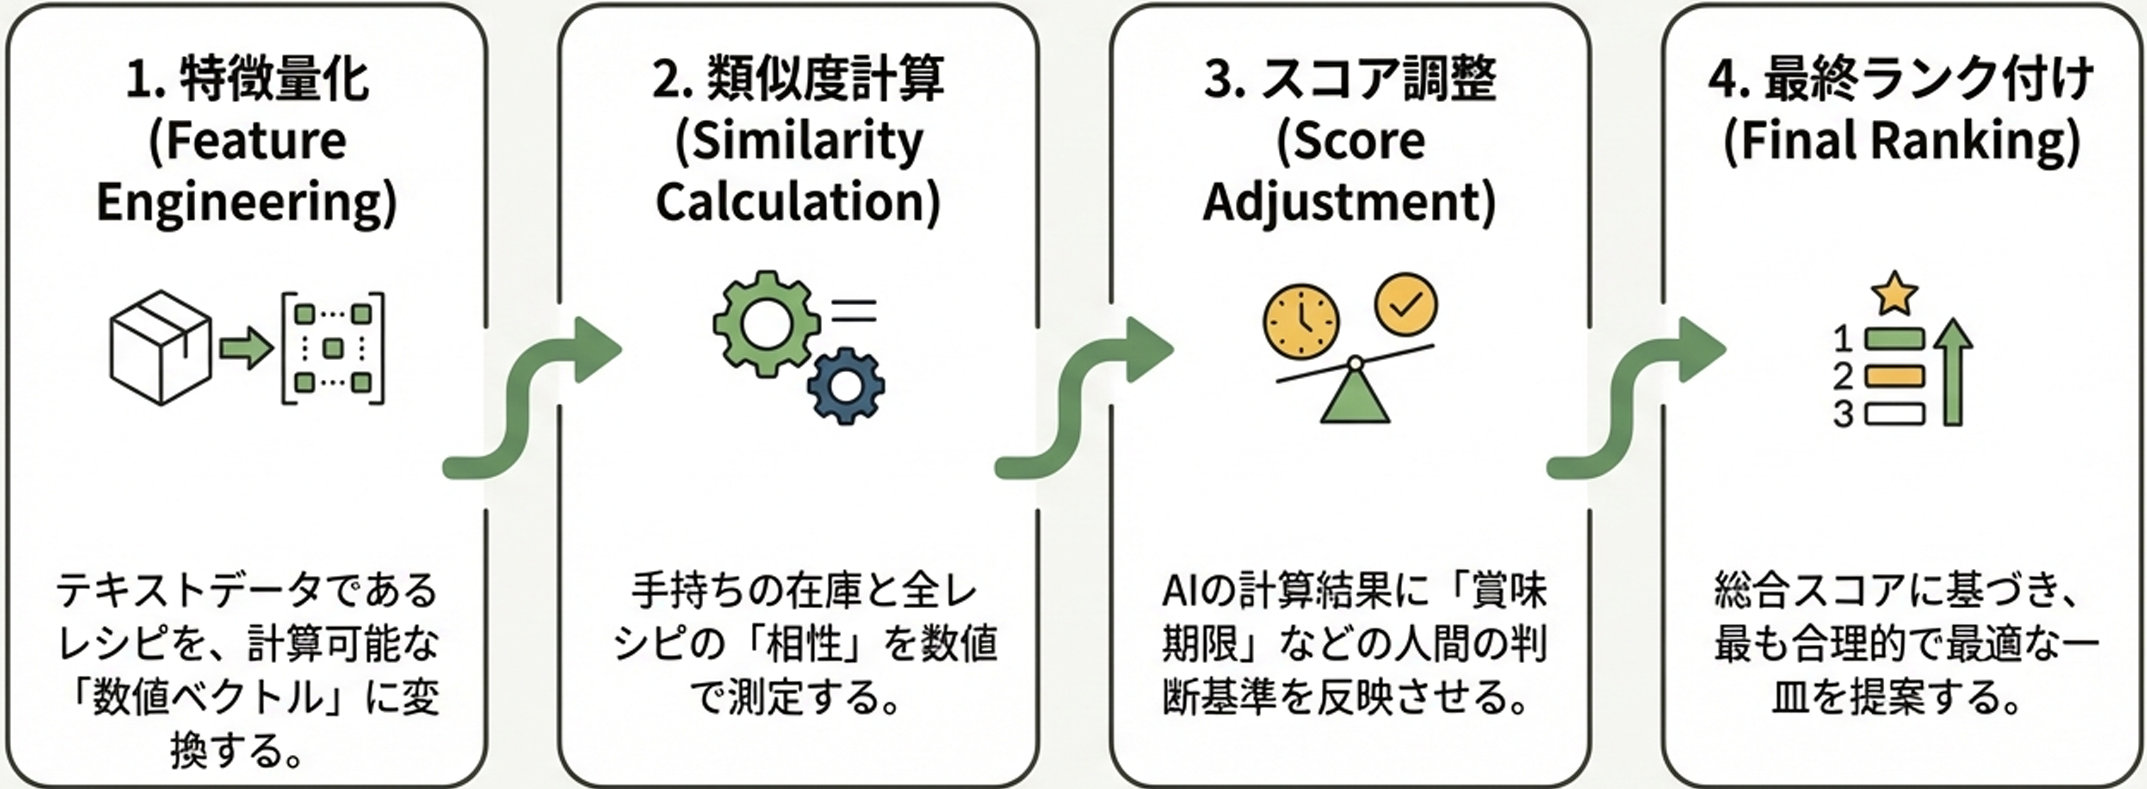 1. 特徴量化
(Feature
Engineering)
テキストデータである
レシピを、計算可能な
「数値ベクトル」に変
換する。
2. 類似度計算
(Similarity
Calculation)
手持ちの在庫と全レ
シピの「相性」を数値
で測定する。
3. スコア調整
(Score
Adjustment)
AIの計算結果に「賞味
期限」などの人間の判
断基準を反映させる。
4. 最終ランク付け
(Final Ranking)
1
2
3
総合スコアに基づき、
最も合理的で最適な一
皿を提案する。